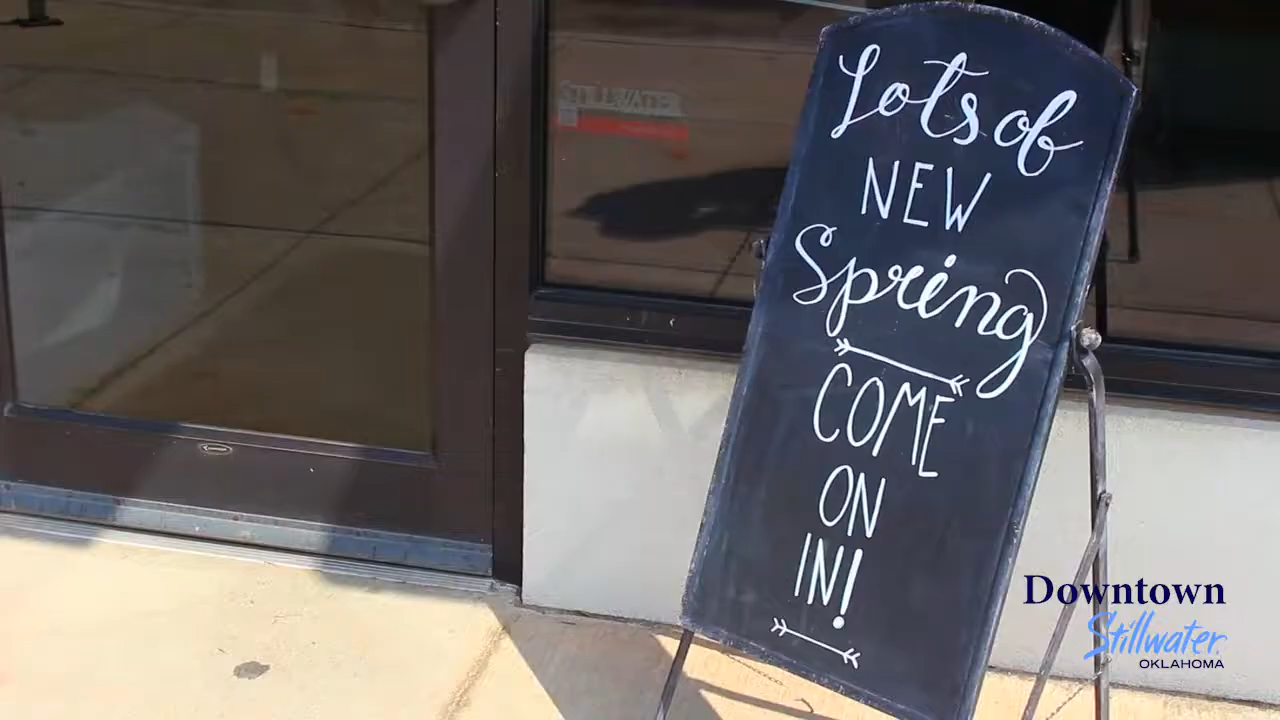 Lots of
NEW
Spring
COME
ON
IN!
STILLWATER
Downtown
Stillwater
OKLAHOMA